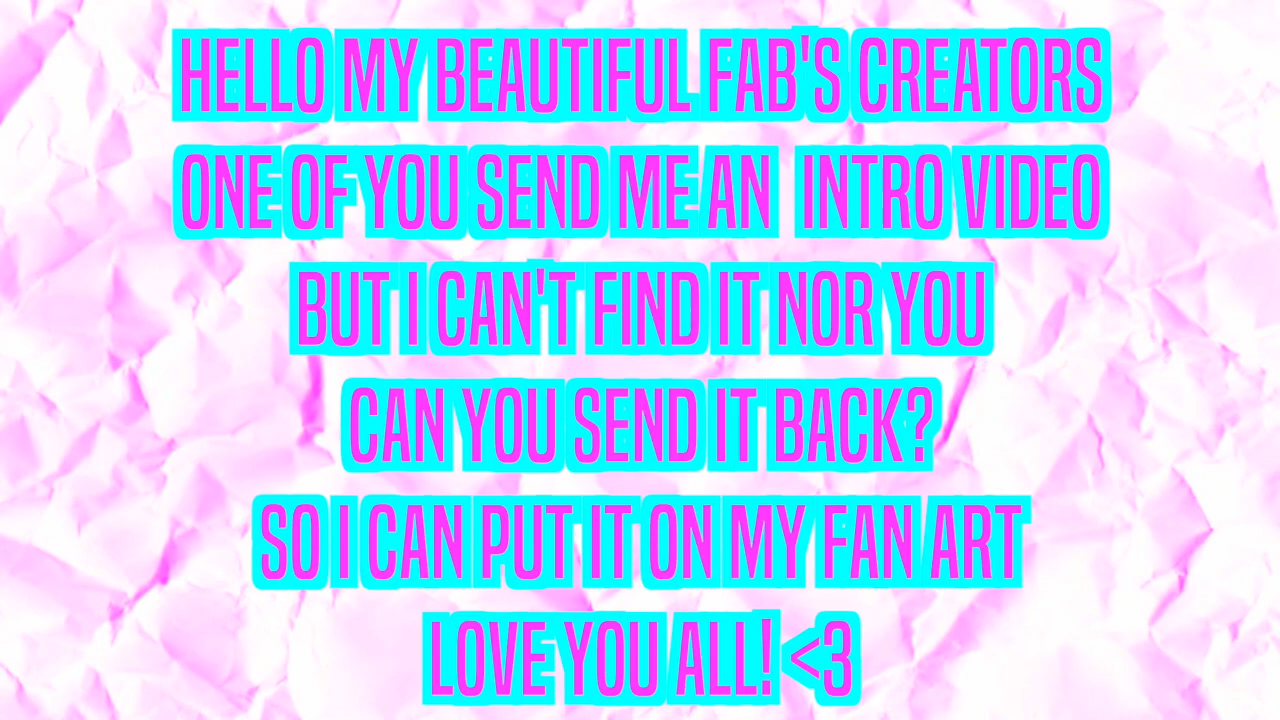 HELLO MY BEAUTIFUL FAB'S CREATORS
ONE OF YOU SEND ME AN INTRO VIDEO
BUT I CAN'T FIND IT NOR YOU
CAN YOU SEND IT BACK?
SO I CAN PUT IT ON MY FAN ART
LOVE YOU ALL! <3